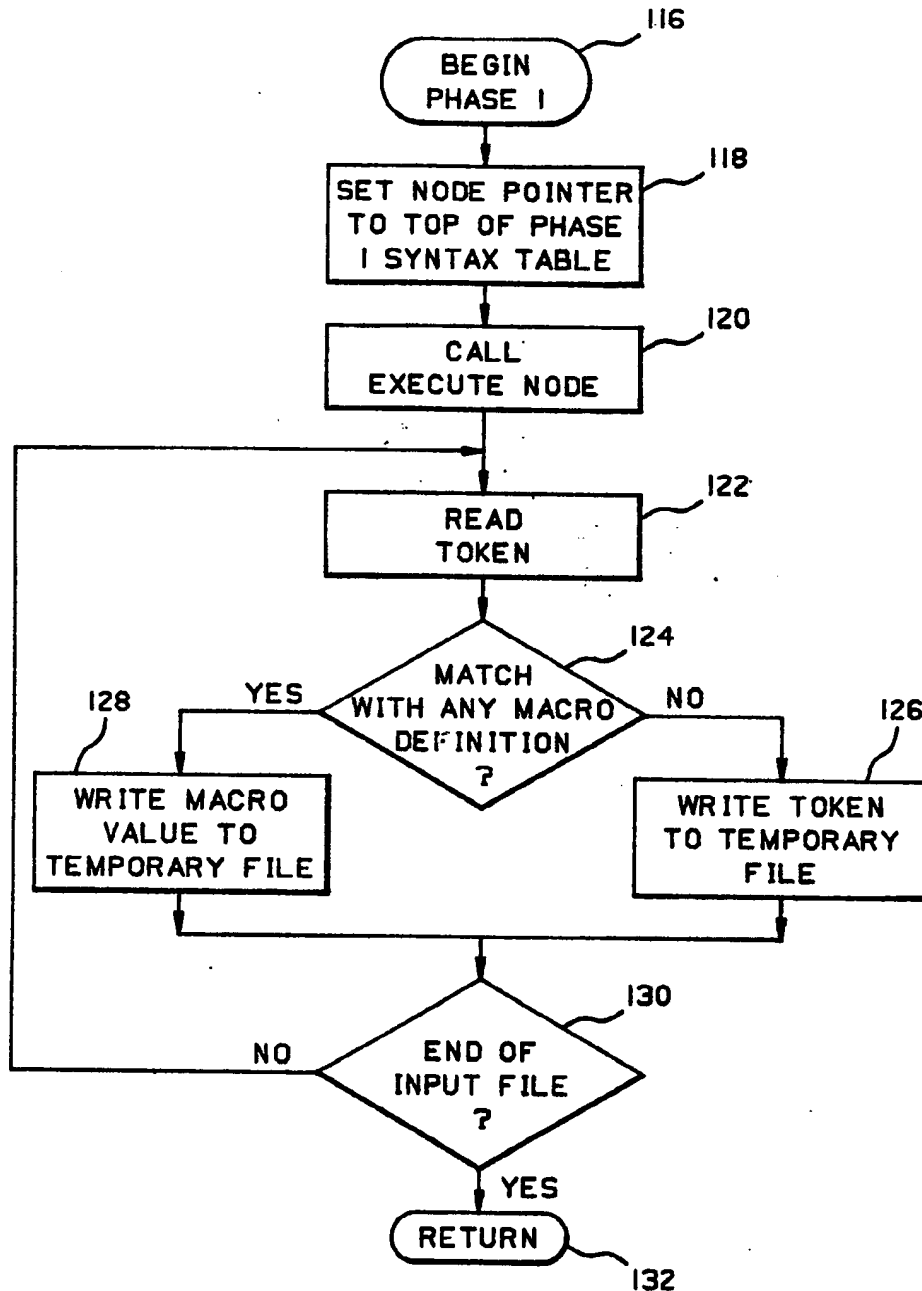 116
BEGIN
PHASE 1
118
SET NODE POINTER
TO TOP OF PHASE
1 SYNTAX TABLE
120
CALL
EXECUTE NODE
122
READ
TOKEN
124
MATCH
WITH ANY MACRO
DEFINITION
?
YES
NO
128
126
WRITE MACRO
VALUE TO
TEMPORARY FILE
WRITE TOKEN
TO TEMPORARY
FILE
130
END OF
INPUT FILE
?
NO
YES
RETURN
132